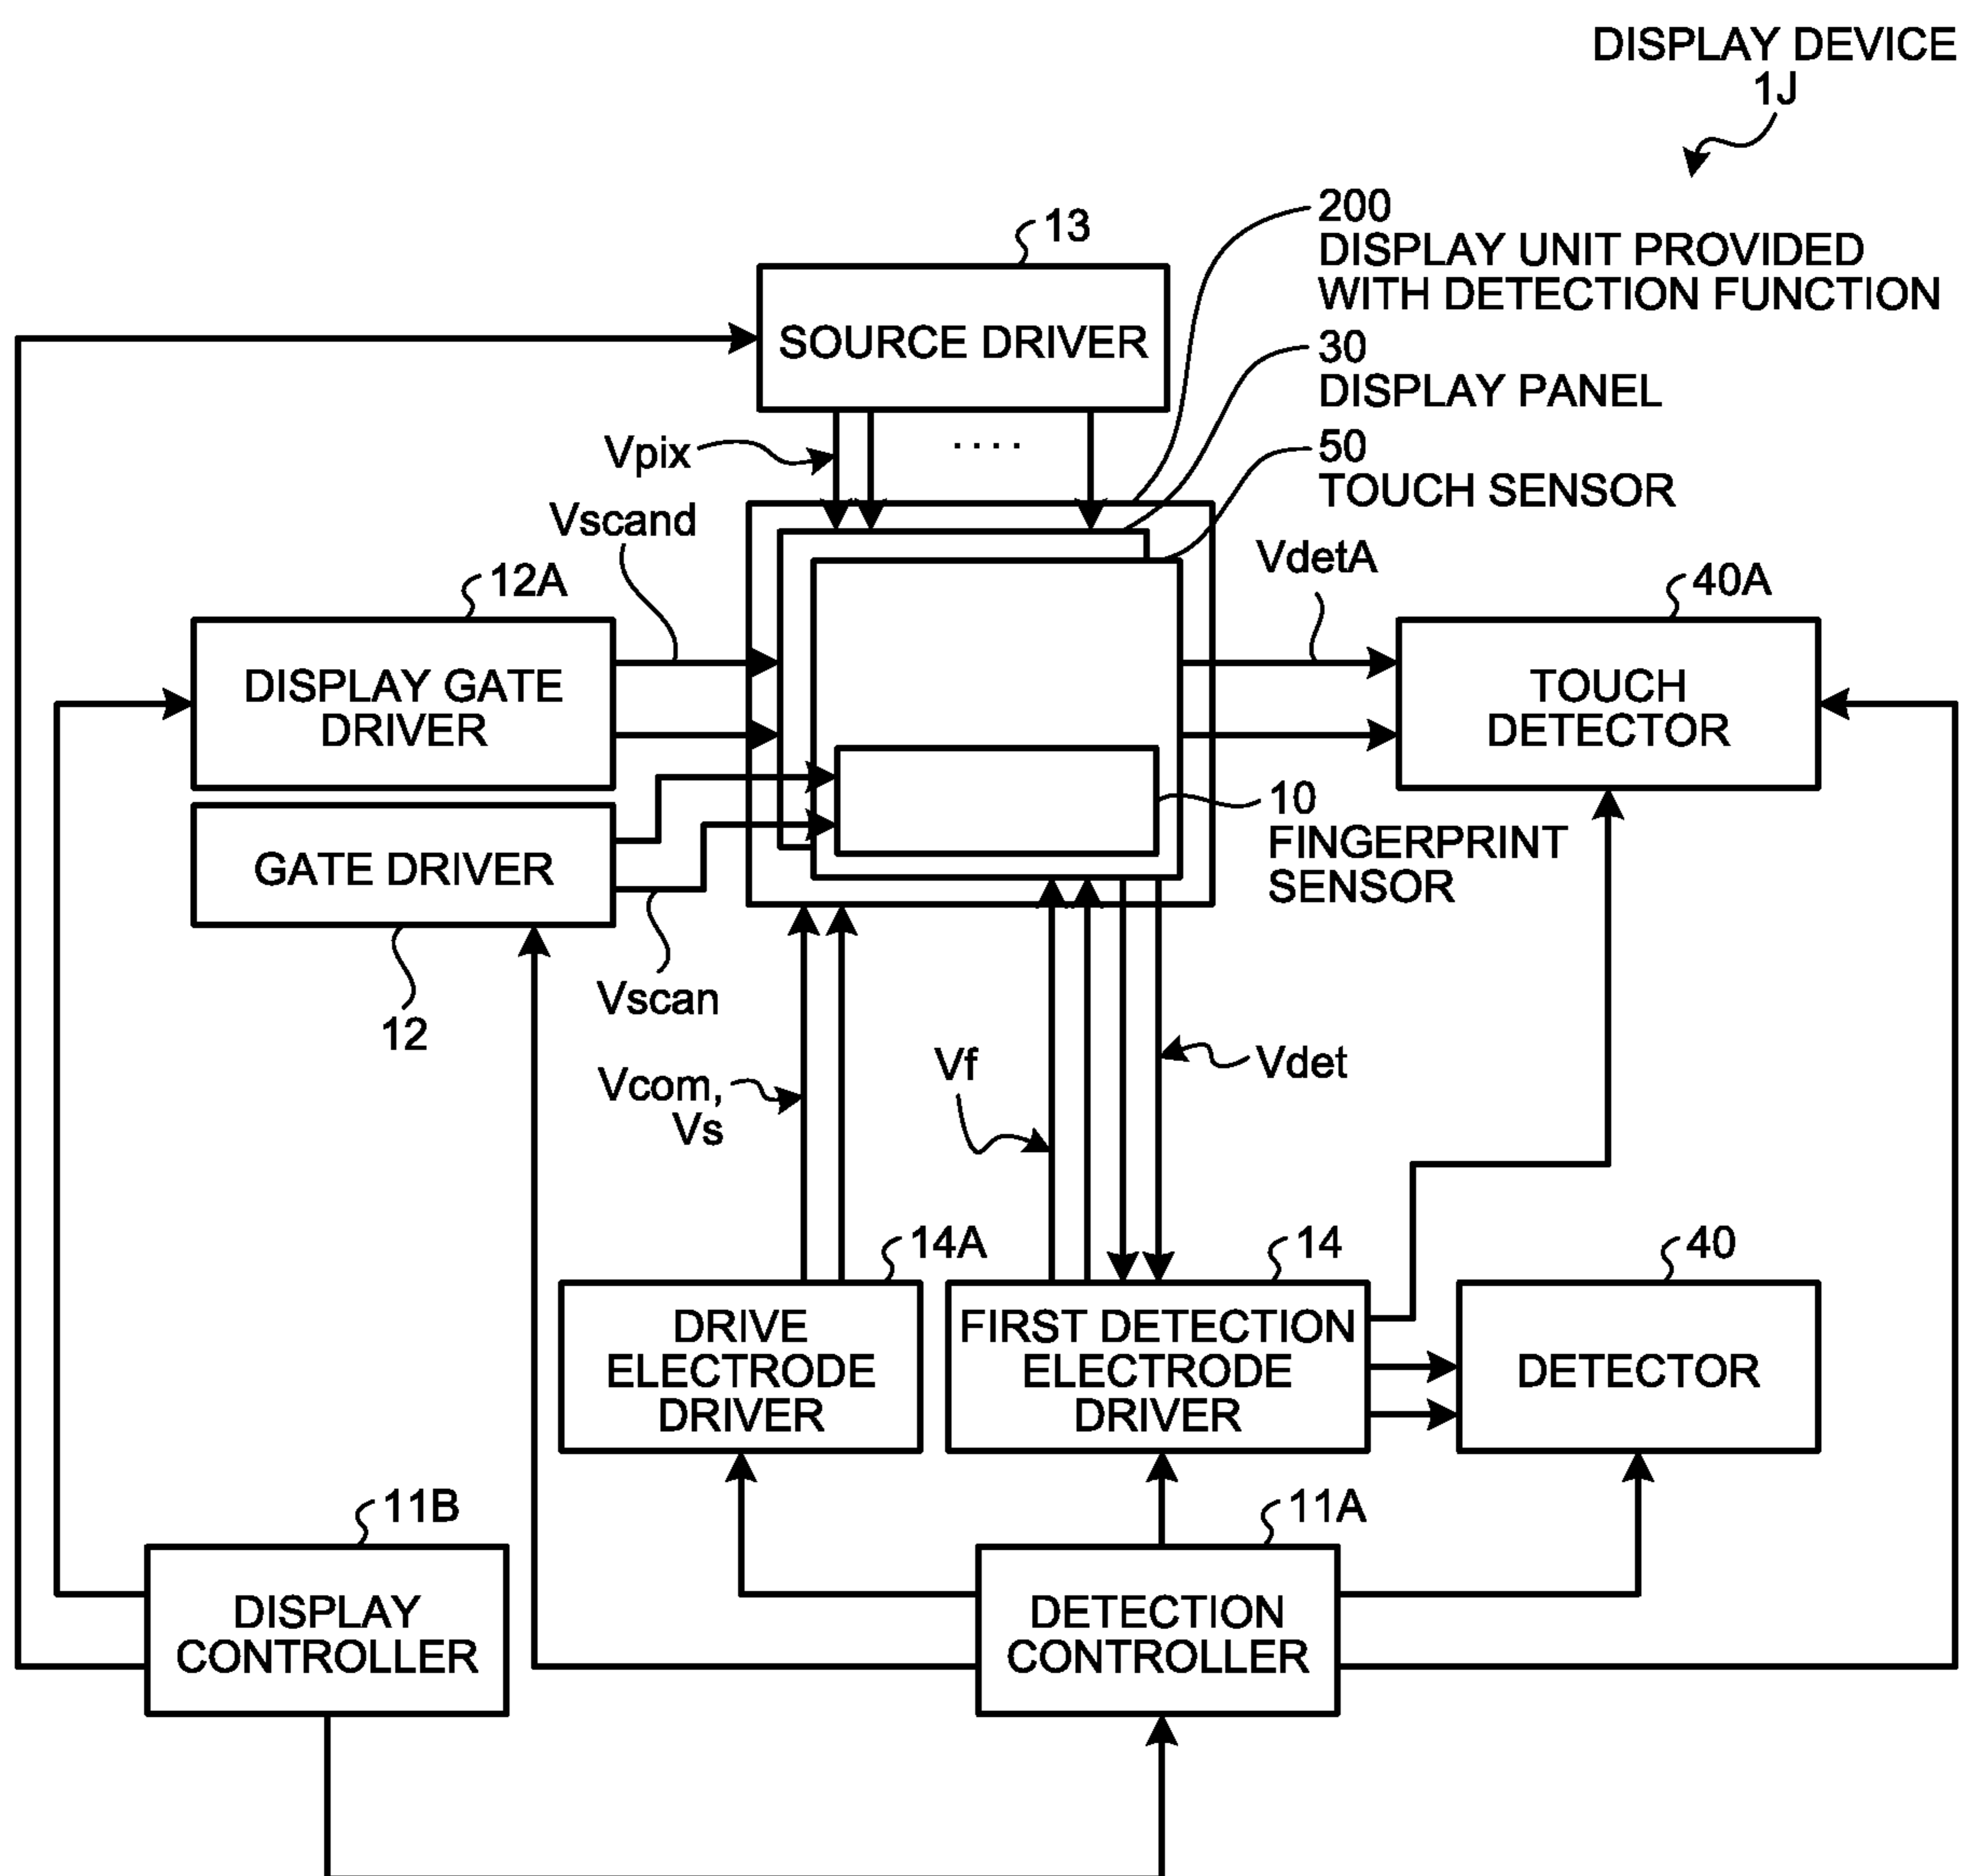 DISPLAY DEVICE
1J
200
DISPLAY UNIT PROVIDED
WITH DETECTION FUNCTION
13
SOURCE DRIVER
30
DISPLAY PANEL
Vpix
....
50
TOUCH SENSOR
Vscand
VdetA
12A
40A
DISPLAY GATE
DRIVER
TOUCH
DETECTOR
10
FINGERPRINT
SENSOR
GATE DRIVER
Vscan
12
Vcom,
Vs
Vf
Vdet
14A
14
40
DRIVE
ELECTRODE
DRIVER
FIRST DETECTION
ELECTRODE
DRIVER
DETECTOR
11B
11A
DISPLAY
CONTROLLER
DETECTION
CONTROLLER